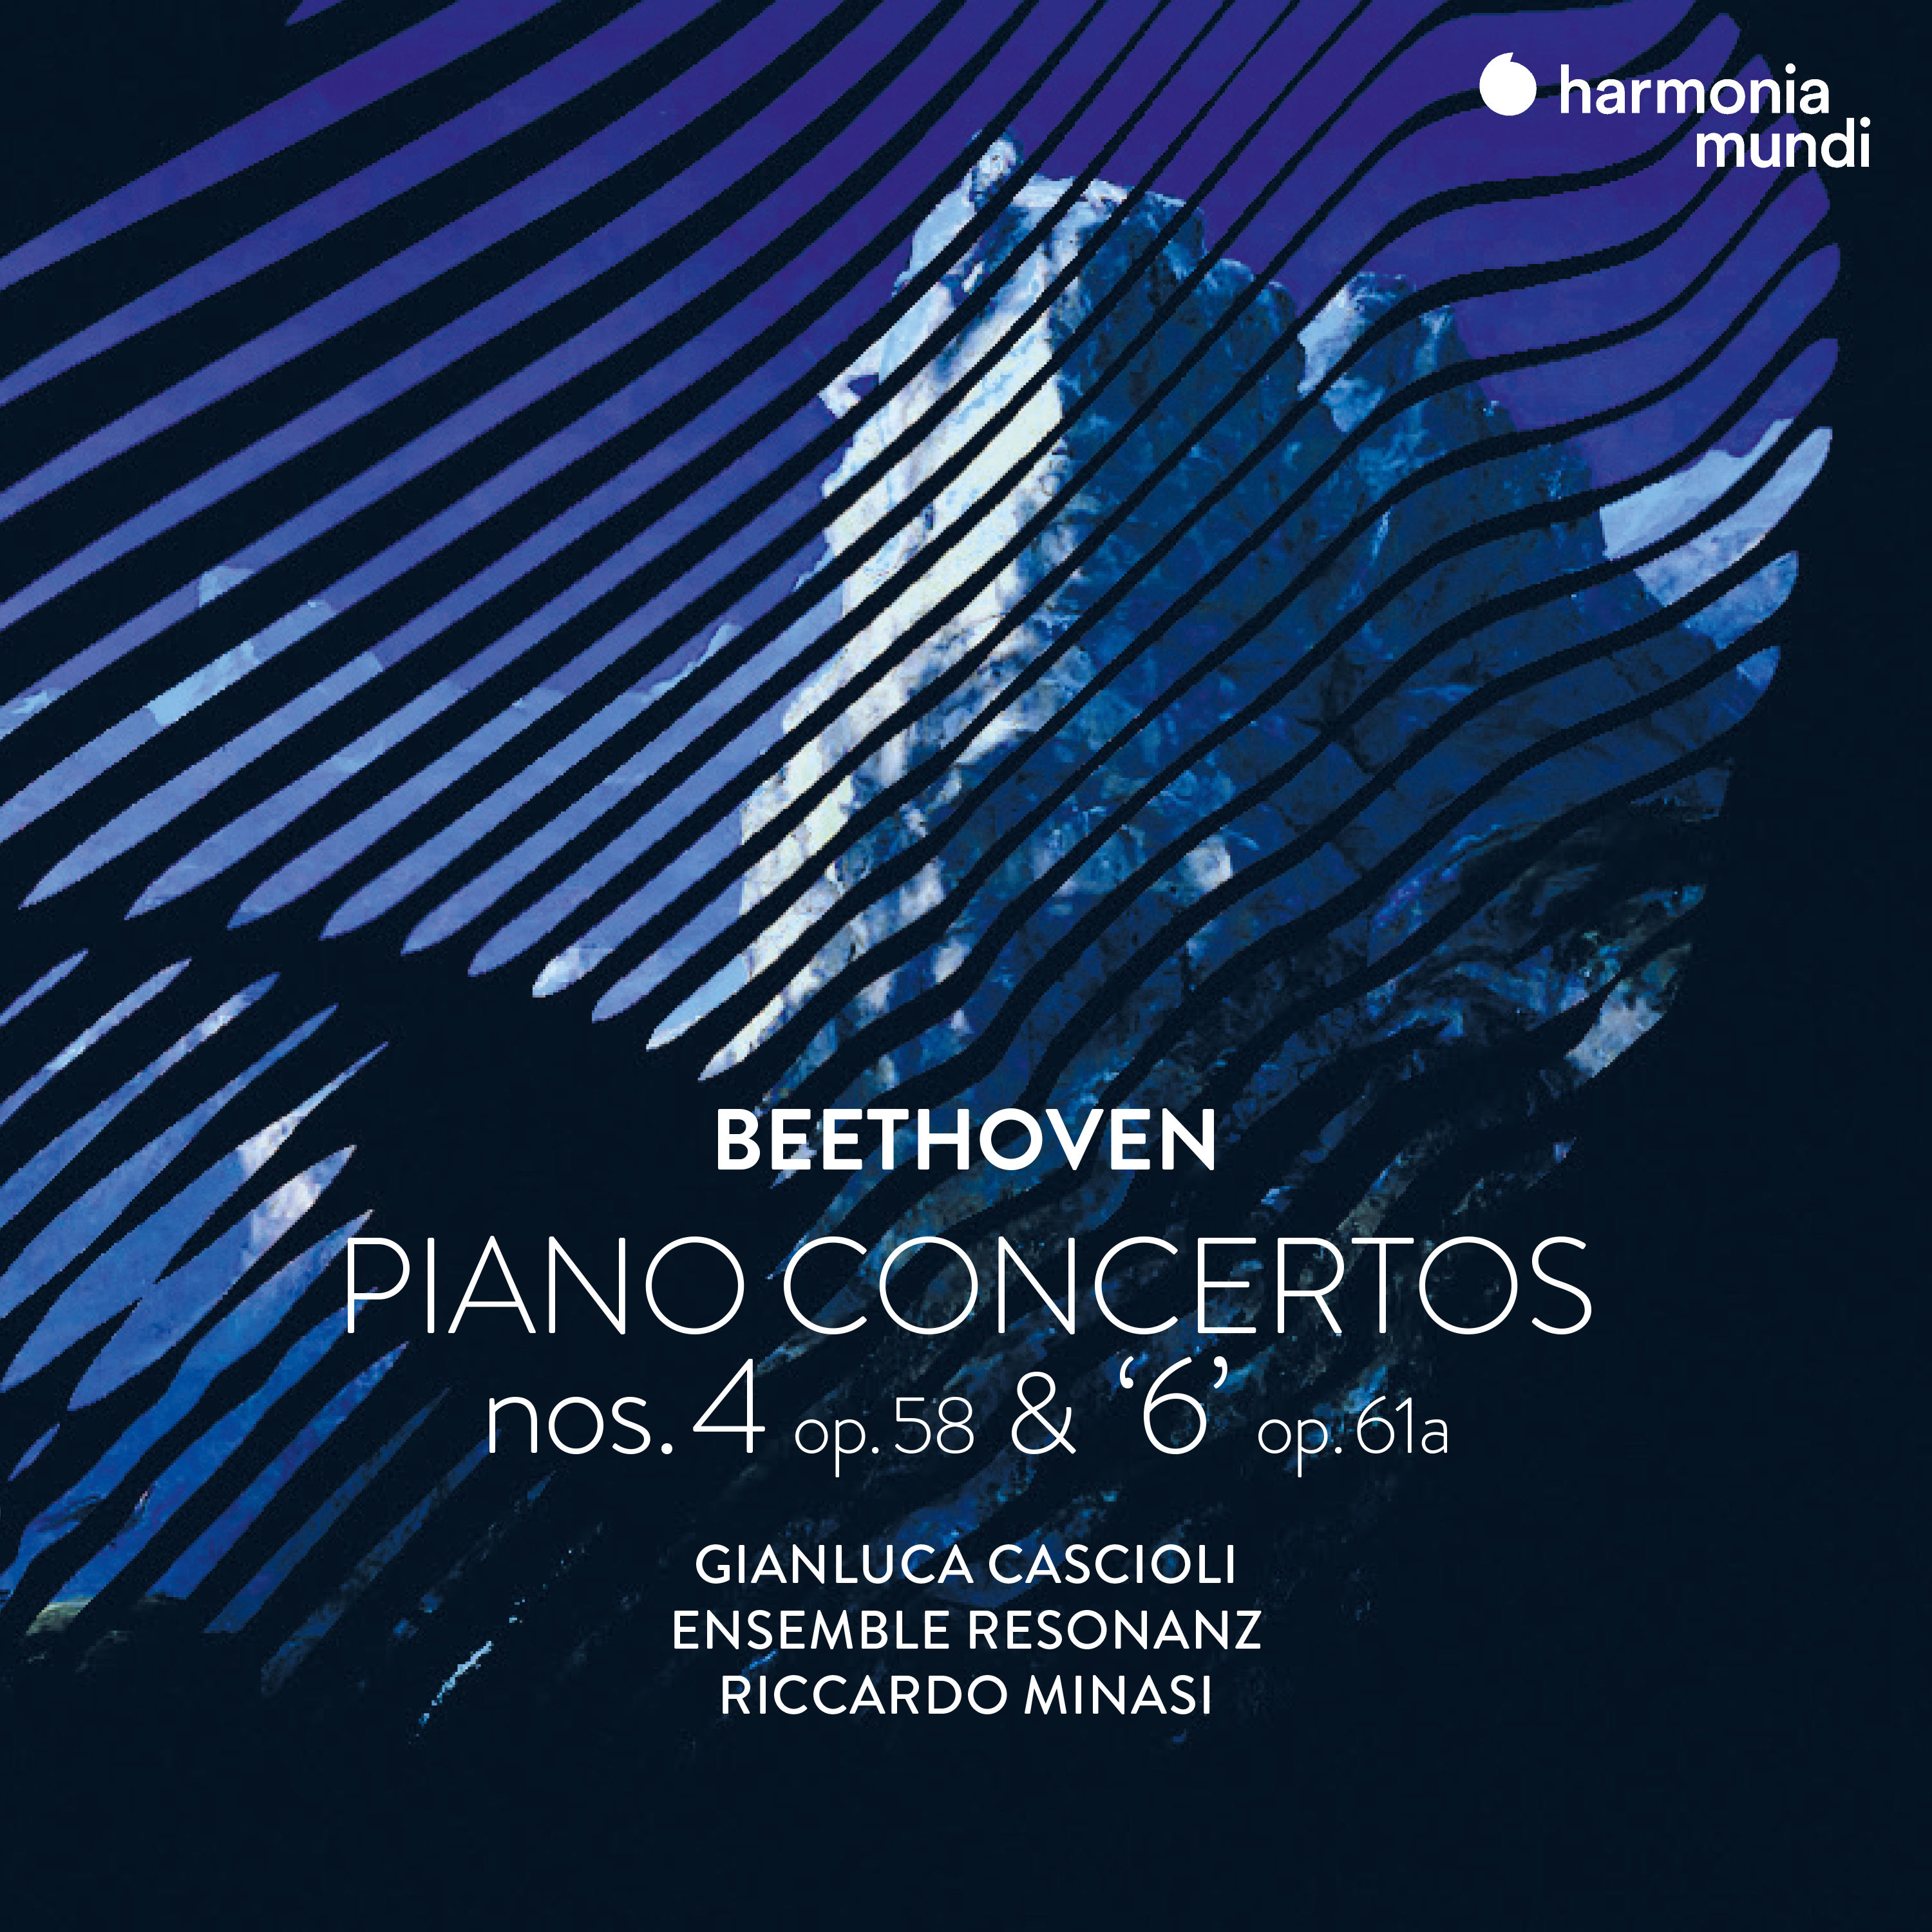 harmonia
mundi
BEETHOVEN
PIANO CONCERTOS
nos. 4 op. 58 & ‘6’ op. 61a
GIANLUCA CASCIOLI
ENSEMBLE RESONANZ
RICCARDO MINASI